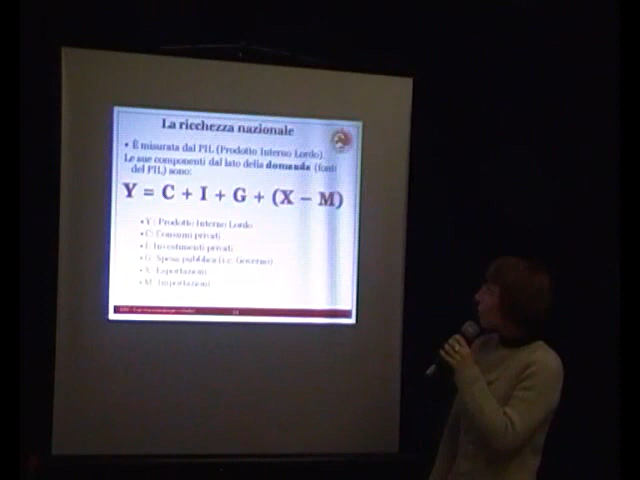 La ricchezza nazionale
• È misurata dal PIL (Prodotto Interno Lordo).
Le sue componenti dal lato della domanda (fonti
del PIL) sono:
Y = C + I + G + (X − M)
• Y: Prodotto Interno Lordo
• C: Consumi privati
• I: Investimenti privati
• G: Spesa pubblica (i.e. Governo)
• X: Esportazioni
• M: Importazioni